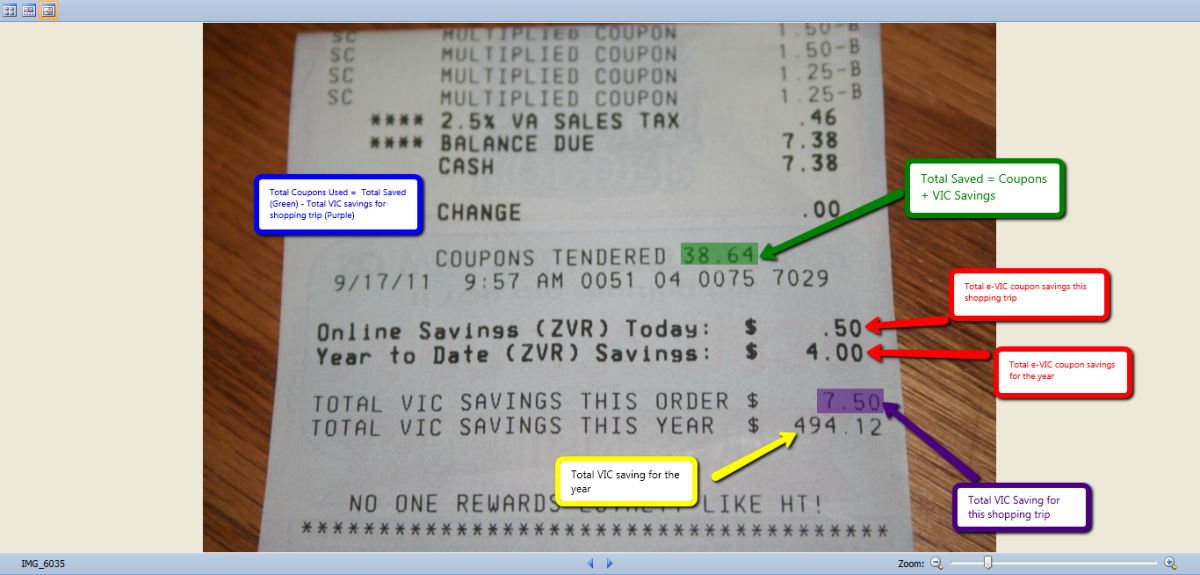 SC MULTIPLIED COUPON 1.50-B
SC MULTIPLIED COUPON 1.50-B
SC MULTIPLIED COUPON 1.25-B
SC MULTIPLIED COUPON 1.25-B
**** 2.5% VA SALES TAX .46
**** BALANCE DUE 7.38
CASH 7.38
Total Coupons Used = Total Saved
(Green) - Total VIC savings for
shopping trip (Purple)
Total Saved = Coupons
+ VIC Savings
CHANGE .00
COUPONS TENDERED 38.64
9/17/11 9:57 AM 0051 04 0075 7029
Total e-VIC coupon savings this
shopping trip
Online Savings (ZVR) Today: $ .50
Year to Date (ZVR) Savings: $ 4.00
Total e-VIC coupon savings
for the year
TOTAL VIC SAVINGS THIS ORDER $ 7.50
TOTAL VIC SAVINGS THIS YEAR $ 494.12
Total VIC saving for the
year
Total VIC Saving for
this shopping trip
NO ONE REWARDS LIKE HT!
****************************************
IMG_6035
Zoom: